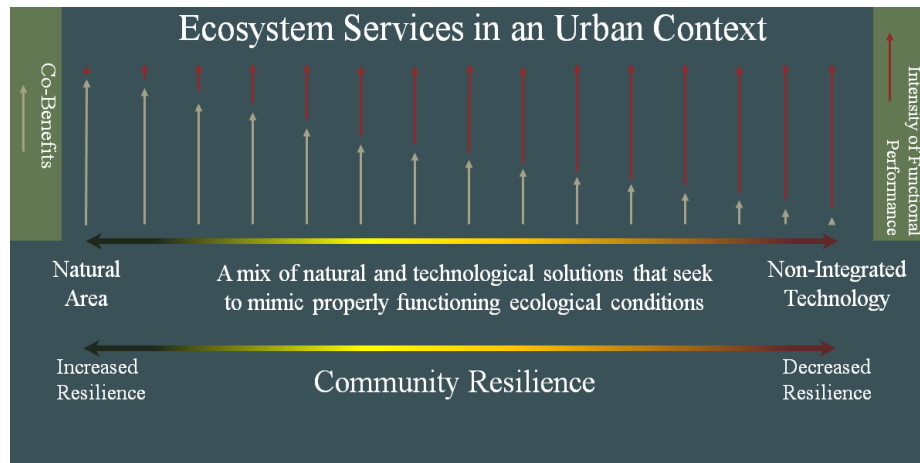 Ecosystem Services in an Urban Context
Co-Benefits
Intensity of Functional
Performance
Natural
Area
A mix of natural and technological solutions that seek
to mimic properly functioning ecological conditions
Non-Integrated
Technology
Increased
Resilience
Community Resilience
Decreased
Resilience